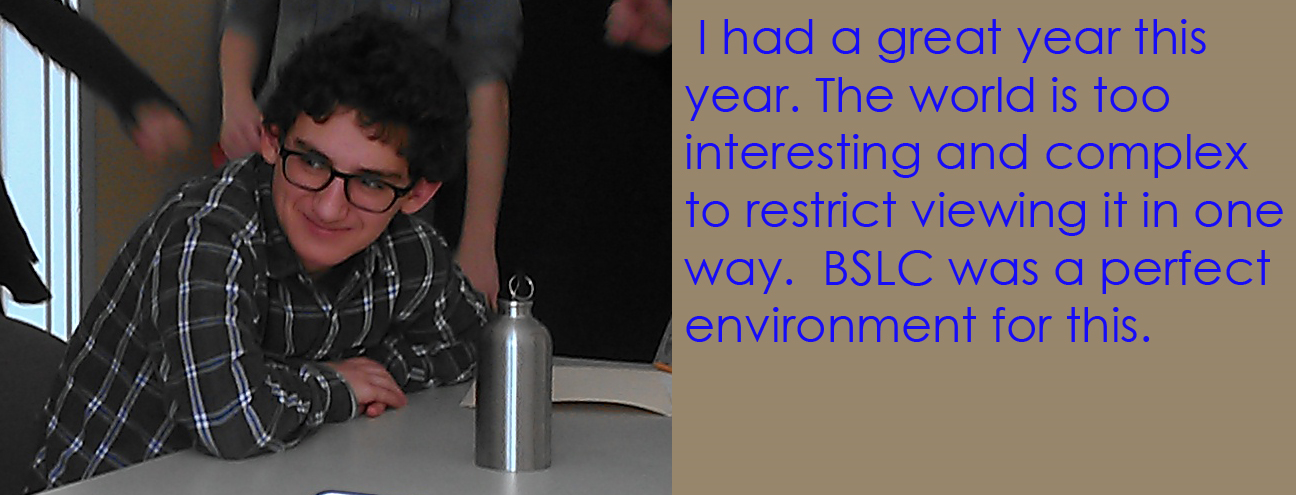 I had a great year this
year. The world is too
interesting and complex
to restrict viewing it in one
way.  BSLC was a perfect
environment for this.